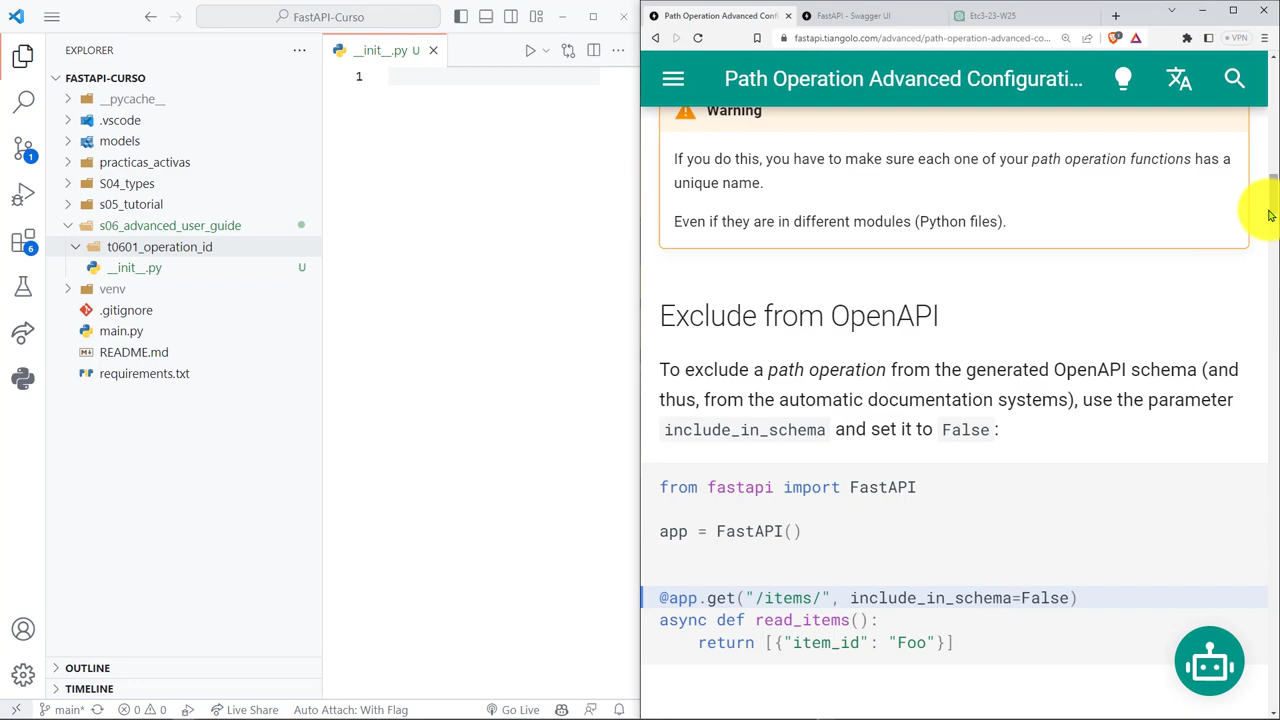 FastAPI-Curso
EXPLORER
FASTAPI-CURSO
__pycache__
.vscode
models
practicas_activas
S04_types
s05_tutorial
s06_advanced_user_guide
t0601_operation_id
__init__.py U
venv
.gitignore
main.py
README.md
requirements.txt
OUTLINE
TIMELINE
1
6
__init__.py U
1
main* 0 0 Live Share Auto Attach: With Flag Go Live
Path Operation Advanced Conf
FastAPI - Swagger UI
Etc3-23-W25
fastapi.tiangolo.com/advanced/path-operation-advanced-co...
VPN
Path Operation Advanced Configurati...
Warning
If you do this, you have to make sure each one of your path operation functions has a
unique name.
Even if they are in different modules (Python files).
Exclude from OpenAPI
To exclude a path operation from the generated OpenAPI schema (and
thus, from the automatic documentation systems), use the parameter
include_in_schema and set it to False:
from fastapi import FastAPI
app = FastAPI()
@app.get("/items/", include_in_schema=False)
async def read_items():
return [{"item_id": "Foo"}]